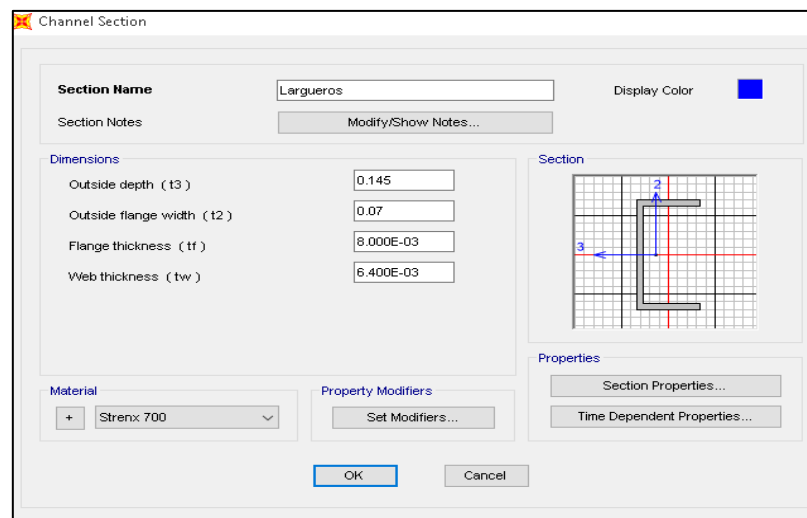 Channel Section
Section Name
Largueros
Display Color
Section Notes
Modify/Show Notes...
Dimensions
Outside depth ( t3 )
0.145
Outside flange width ( t2 )
0.07
Flange thickness ( tf )
8.000E-03
Web thickness ( tw )
6.400E-03
Section
2
3
Material
+
Strenx 700
Property Modifiers
Set Modifiers...
Properties
Section Properties...
Time Dependent Properties...
OK
Cancel